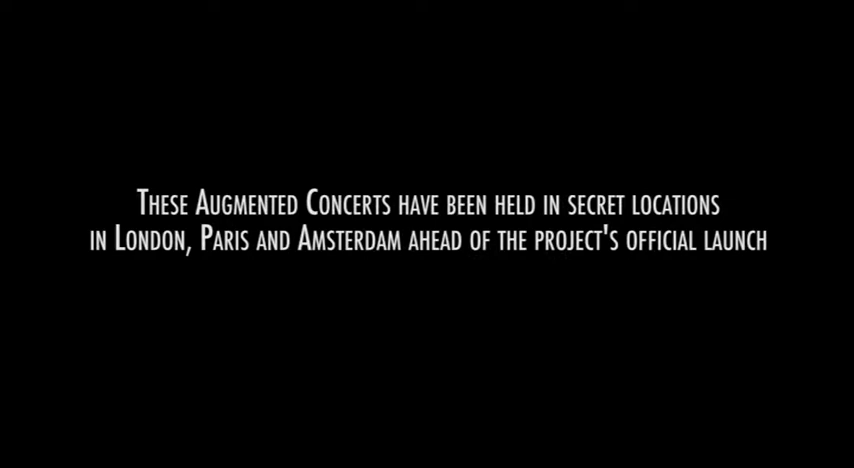 These Augmented Concerts have been held in secret locations
in London, Paris and Amsterdam ahead of the project's official launch